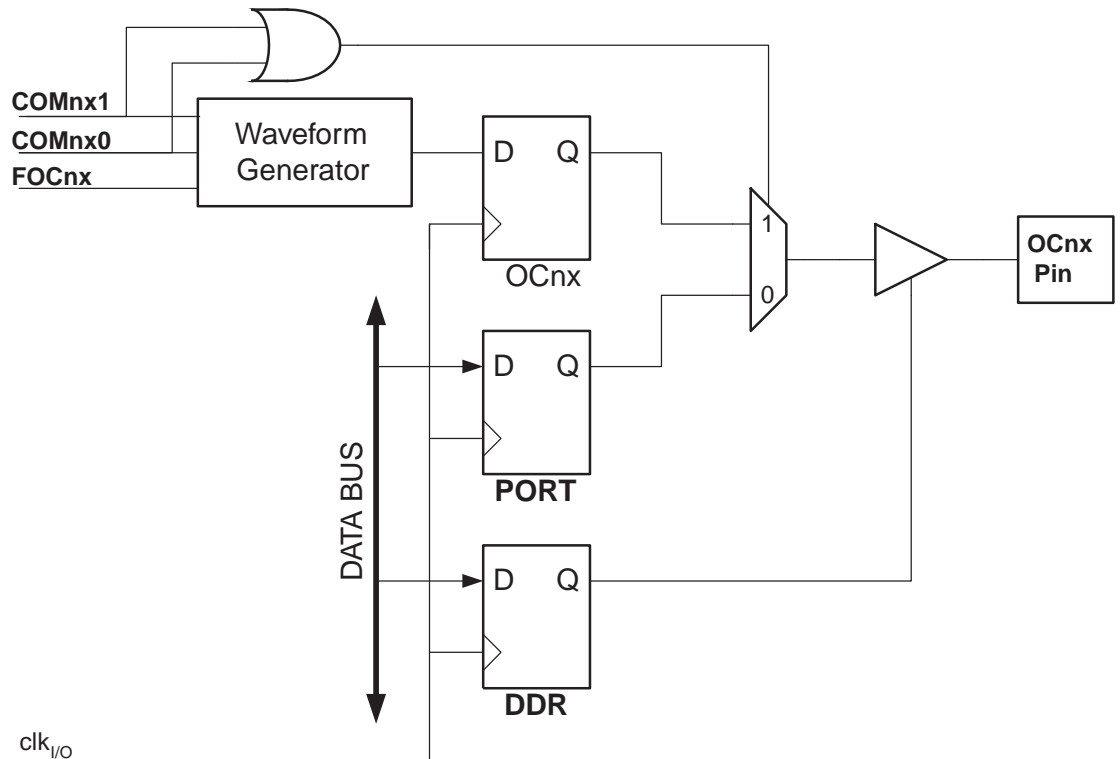 COMnx1
COMnx0
FOCnx
Waveform
Generator
D Q
OCnx
1
0
OCnx
Pin
D Q
PORT
DATA BUS
D Q
DDR
clkI/O